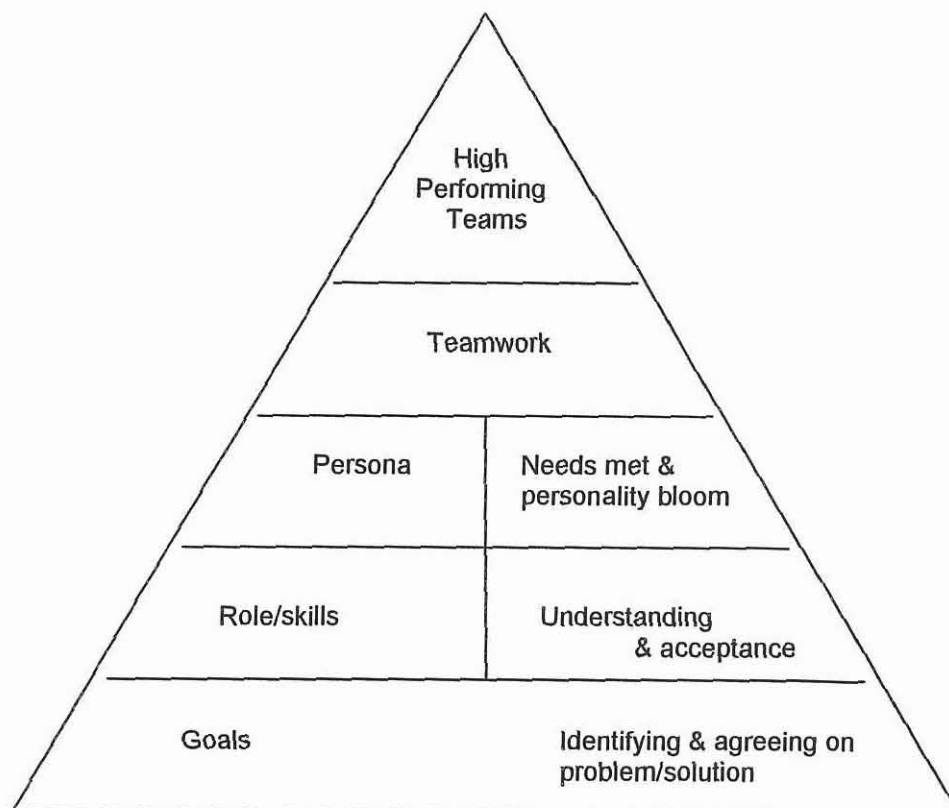 High
Performing
Teams
Teamwork
Persona
Needs met &
personality bloom
Role/skills
Understanding
& acceptance
Goals
Identifying & agreeing on
problem/solution